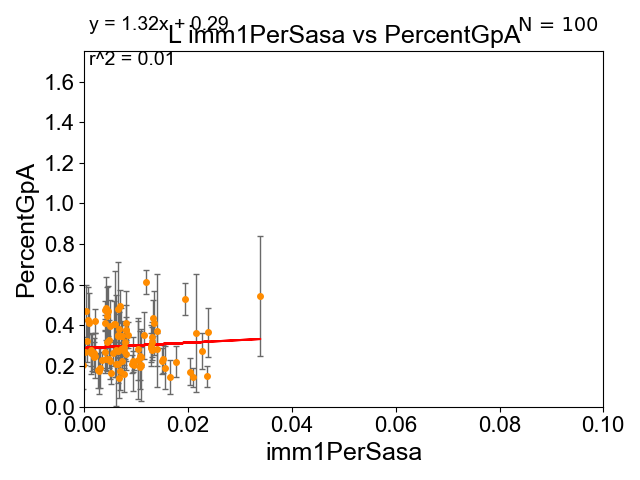 y = 1.32x + 0.29
L imm1PerSasa vs PercentGpA
N = 100
r^2 = 0.01
PercentGpA
1.6
1.4
1.2
1.0
0.8
0.6
0.4
0.2
0.0
0.00
0.02
0.04
0.06
0.08
0.10
imm1PerSasa